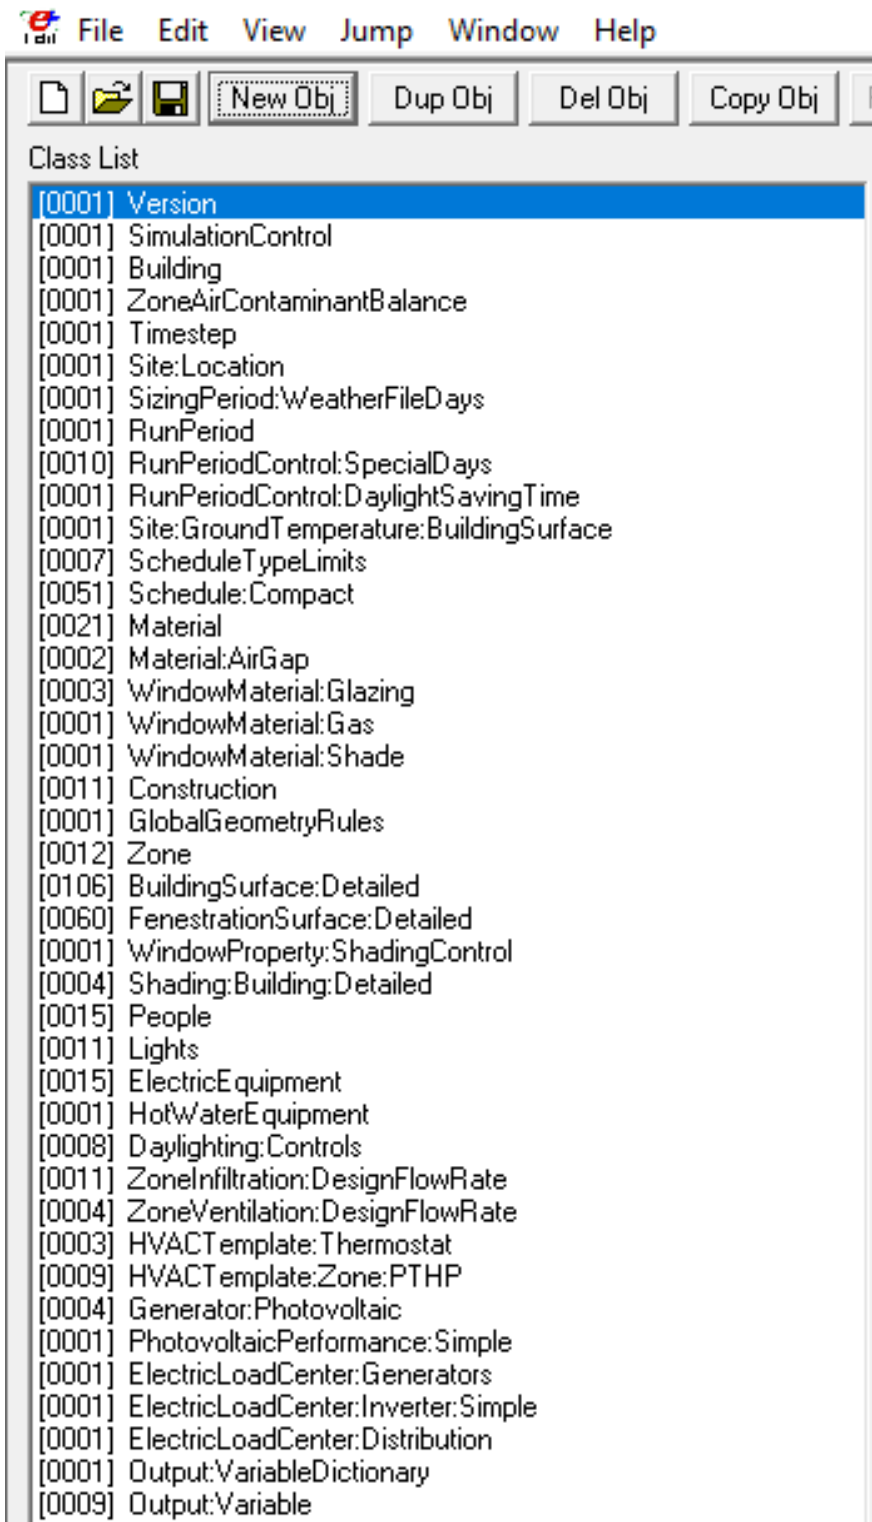 File Edit View Jump Window Help
New Obj Dup Obj Del Obj Copy Obj
Class List
[0001] Version
[0001] SimulationControl
[0001] Building
[0001] ZoneAirContaminantBalance
[0001] Timestep
[0001] Site:Location
[0001] SizingPeriod:WeatherFileDays
[0001] RunPeriod
[0010] RunPeriodControl:SpecialDays
[0001] RunPeriodControl:DaylightSavingTime
[0001] Site:GroundTemperature:BuildingSurface
[0007] ScheduleTypeLimits
[0051] Schedule:Compact
[0021] Material
[0002] Material:AirGap
[0003] WindowMaterial:Glazing
[0001] WindowMaterial:Gas
[0001] WindowMaterial:Shade
[0011] Construction
[0001] GlobalGeometryRules
[0012] Zone
[0106] BuildingSurface:Detailed
[0060] FenestrationSurface:Detailed
[0001] WindowProperty:ShadingControl
[0004] Shading:Building:Detailed
[0015] People
[0011] Lights
[0015] ElectricEquipment
[0001] HotWaterEquipment
[0008] Daylighting:Controls
[0011] ZoneInfiltration:DesignFlowRate
[0004] ZoneVentilation:DesignFlowRate
[0003] HVACTemplate:Thermostat
[0009] HVACTemplate:Zone:PTHP
[0004] Generator:Photovoltaic
[0001] PhotovoltaicPerformance:Simple
[0001] ElectricLoadCenter:Generators
[0001] ElectricLoadCenter:Inverter:Simple
[0001] ElectricLoadCenter:Distribution
[0001] Output:VariableDictionary
[0009] Output:Variable